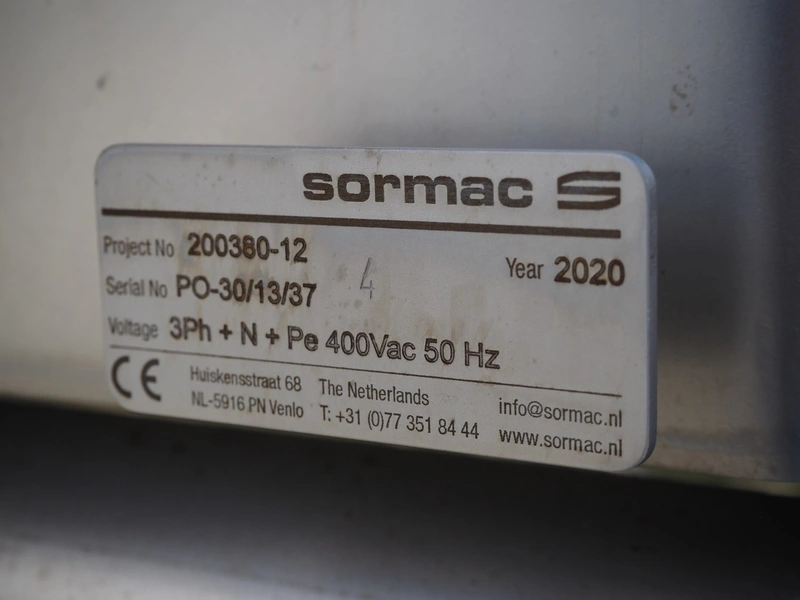 sormac
Project No 200380-12
Year 2020
Serial No PO-30/13/37 4
Voltage 3Ph + N + Pe 400Vac 50 Hz
CE Huiskensstraat 68 The Netherlands info@sormac.nl
NL-5916 PN Venlo T: +31 (0)77 351 84 44 www.sormac.nl